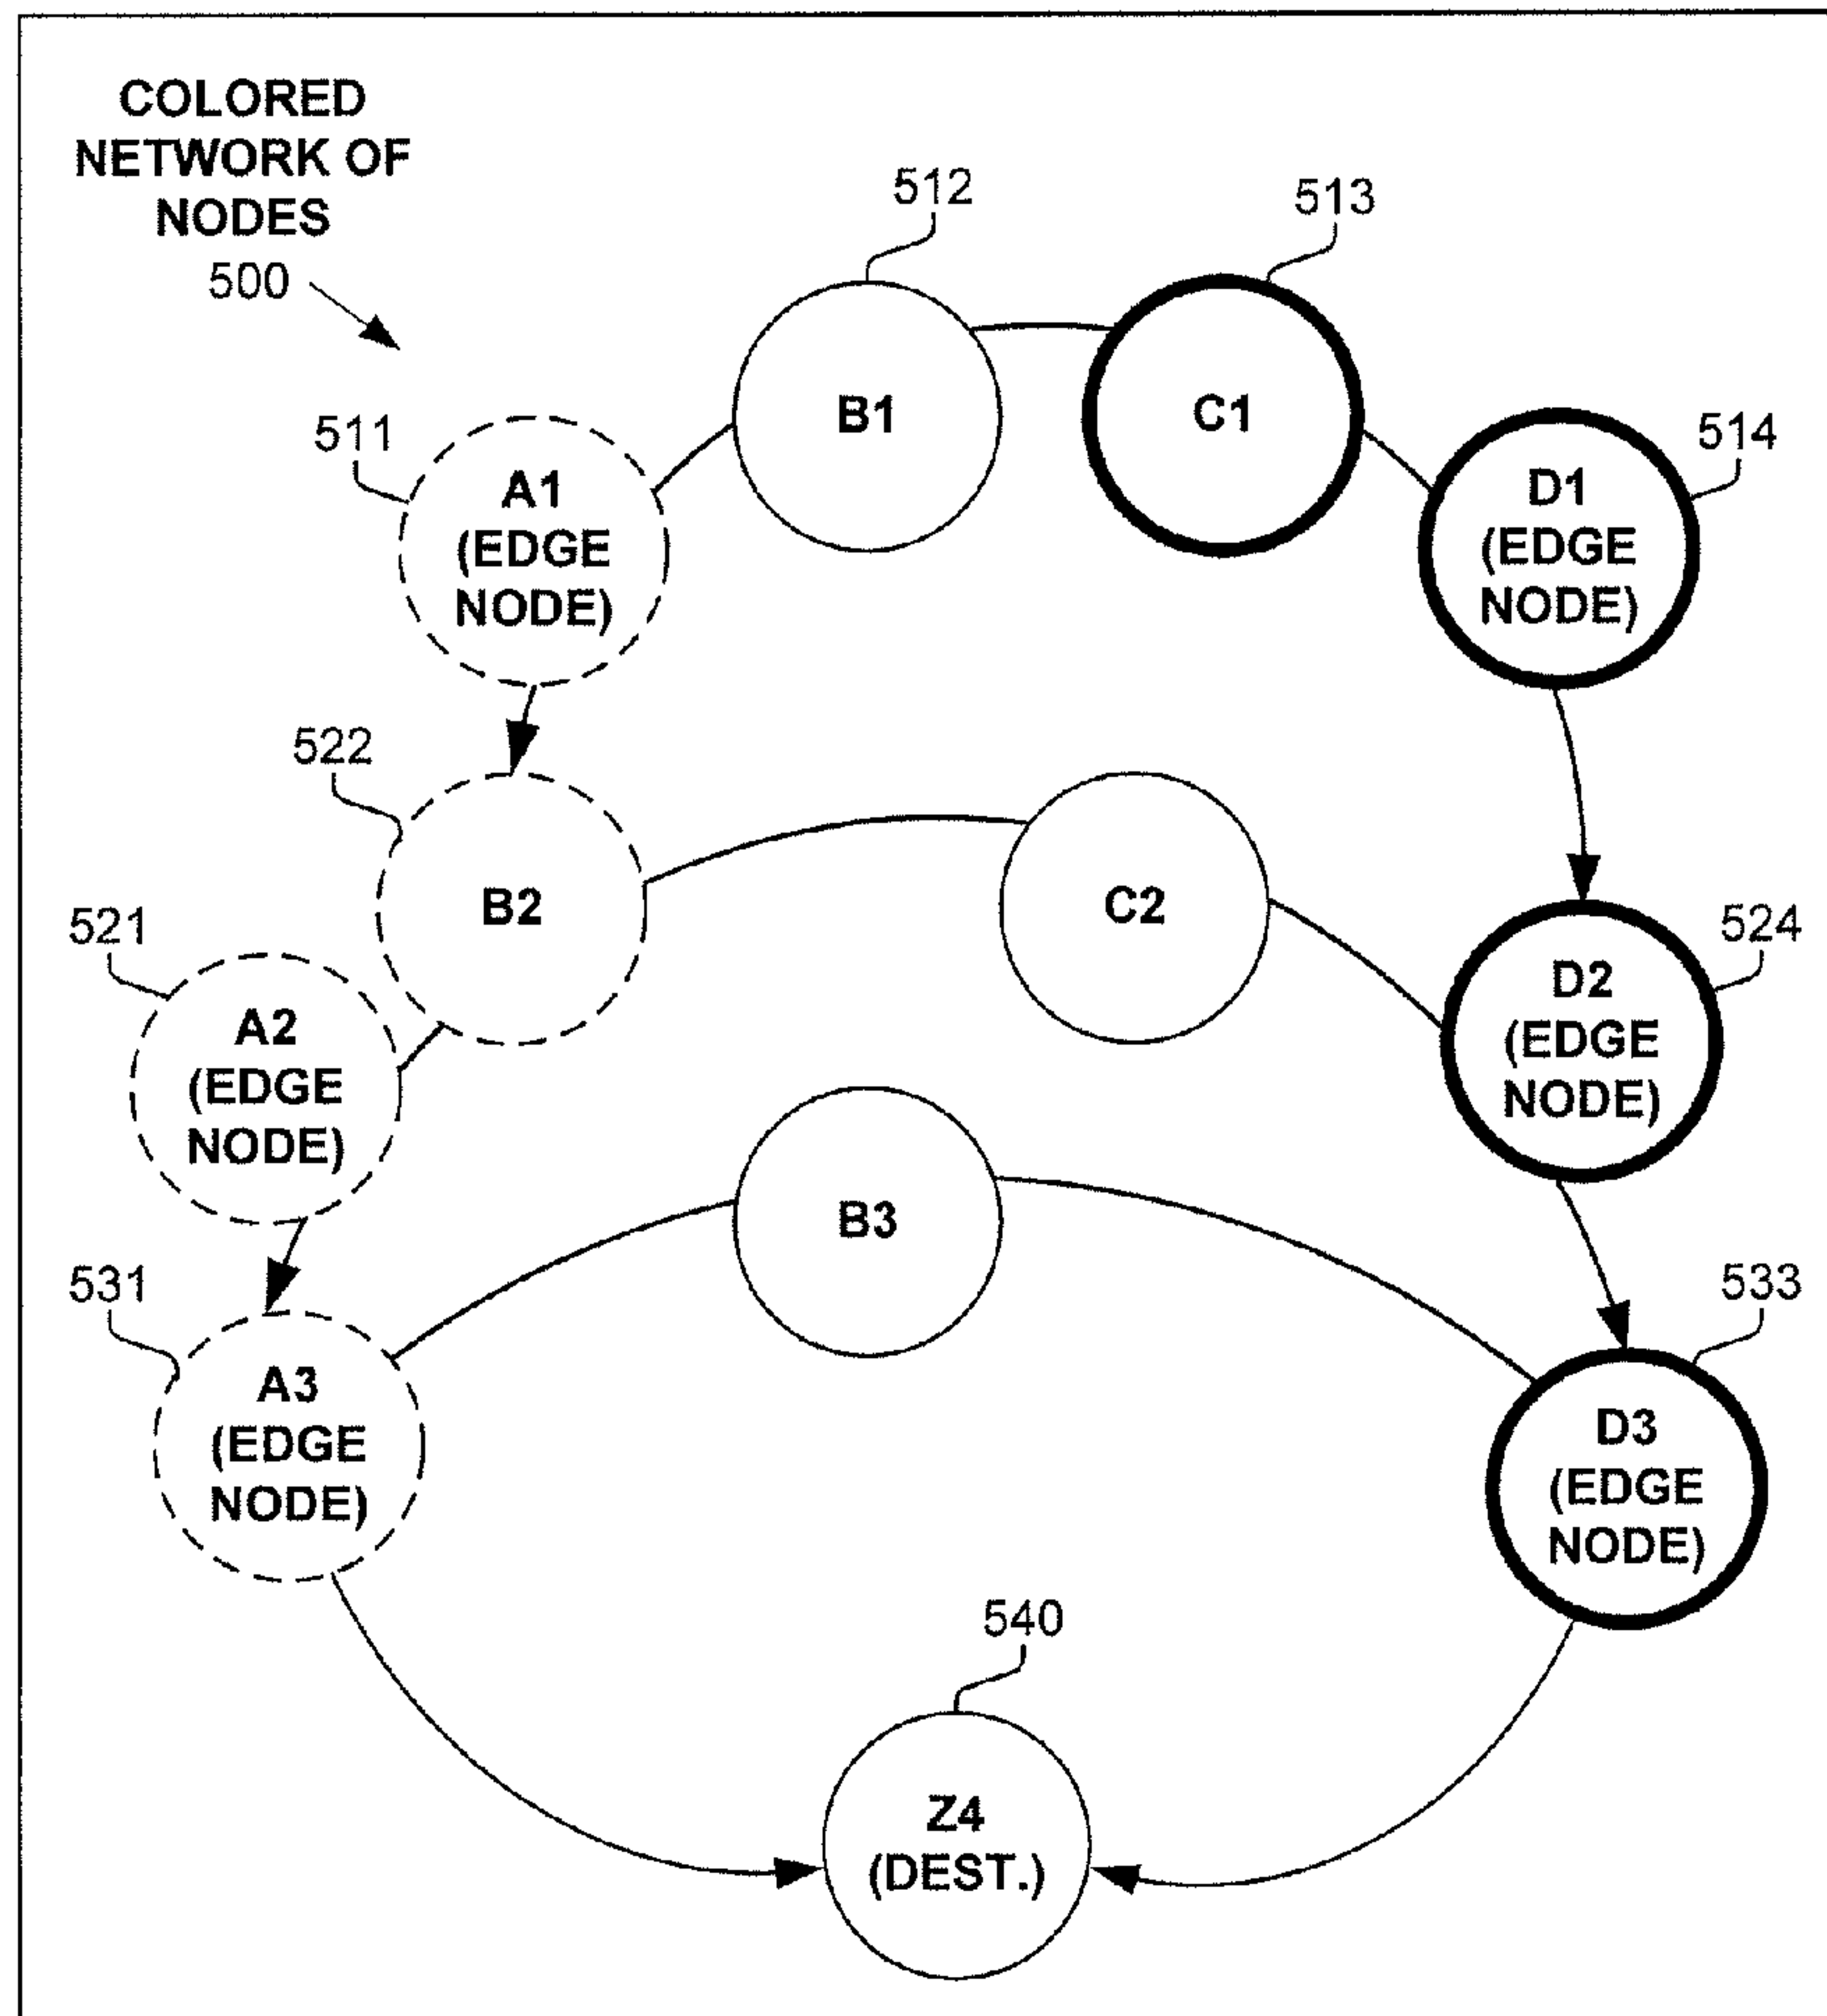 COLORED
NETWORK OF
NODES
500
512
513
511
B1
C1
514
A1
(EDGE
NODE)
D1
(EDGE
NODE)
522
B2
C2
521
524
A2
(EDGE
NODE)
D2
(EDGE
NODE)
B3
531
533
A3
(EDGE
NODE)
D3
(EDGE
NODE)
540
Z4
(DEST.)